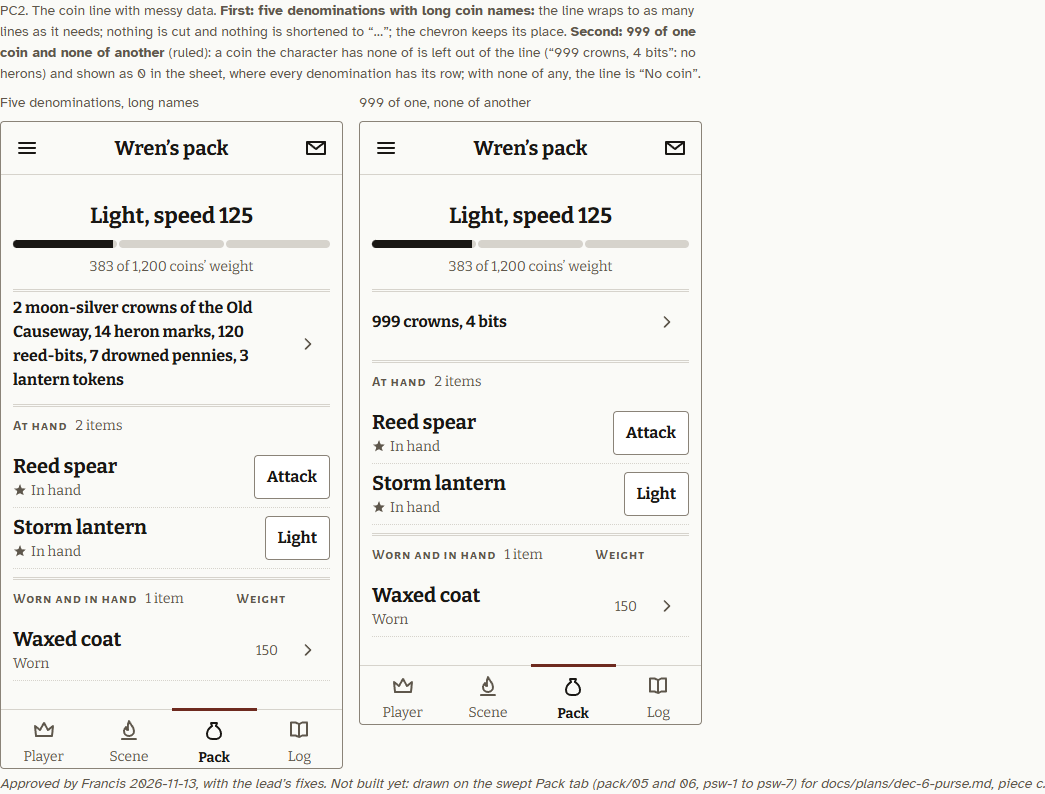 PC2. The coin line with messy data. First: five denominations with long coin names: the line wraps to as many
lines as it needs; nothing is cut and nothing is shortened to “…”; the chevron keeps its place. Second: 999 of one
coin and none of another (ruled): a coin the character has none of is left out of the line (“999 crowns, 4 bits”: no
herons) and shown as 0 in the sheet, where every denomination has its row; with none of any, the line is “No coin”.
Five denominations, long names
Wren’s pack
Light, speed 125
383 of 1,200 coins’ weight
2 moon-silver crowns of the Old
Causeway, 14 heron marks, 120
reed-bits, 7 drowned pennies, 3
lantern tokens
At hand 2 items
Reed spear
Attack
★ In hand
Storm lantern
Light
★ In hand
Worn and in hand 1 item Weight
Waxed coat
150
Worn
Player Scene Pack Log
999 of one, none of another
Wren’s pack
Light, speed 125
383 of 1,200 coins’ weight
999 crowns, 4 bits
At hand 2 items
Reed spear
Attack
★ In hand
Storm lantern
Light
★ In hand
Worn and in hand 1 item Weight
Waxed coat
150
Worn
Player Scene Pack Log
Approved by Francis 2026-11-13, with the lead’s fixes. Not built yet: drawn on the swept Pack tab (pack/05 and 06, psw-1 to psw-7) for docs/plans/dec-6-purse.md, piece c.